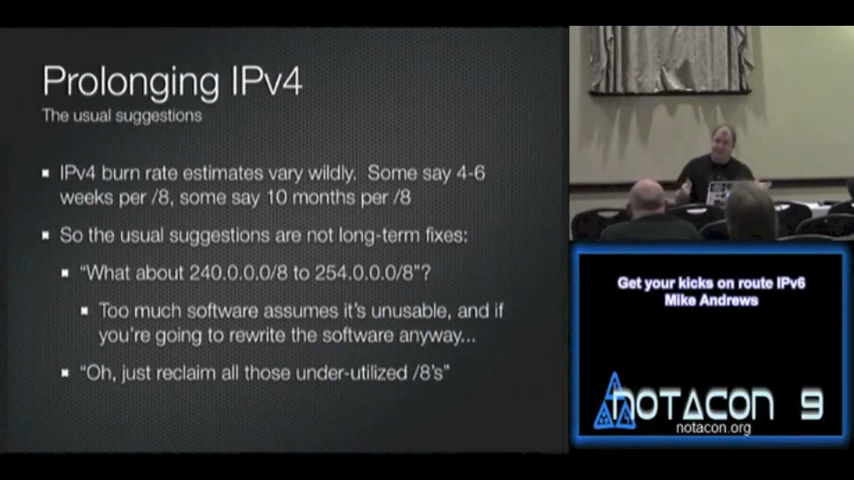 Prolonging IPv4
The usual suggestions
IPv4 burn rate estimates vary wildly. Some say 4-6
weeks per /8, some say 10 months per /8
So the usual suggestions are not long-term fixes:
"What about 240.0.0.0/8 to 254.0.0.0/8"?
Too much software assumes it's unusable, and if
you're going to rewrite the software anyway...
"Oh, just reclaim all those under-utilized /8's"
Get your kicks on route IPv6
Mike Andrews
NOTACON 9
notacon.org